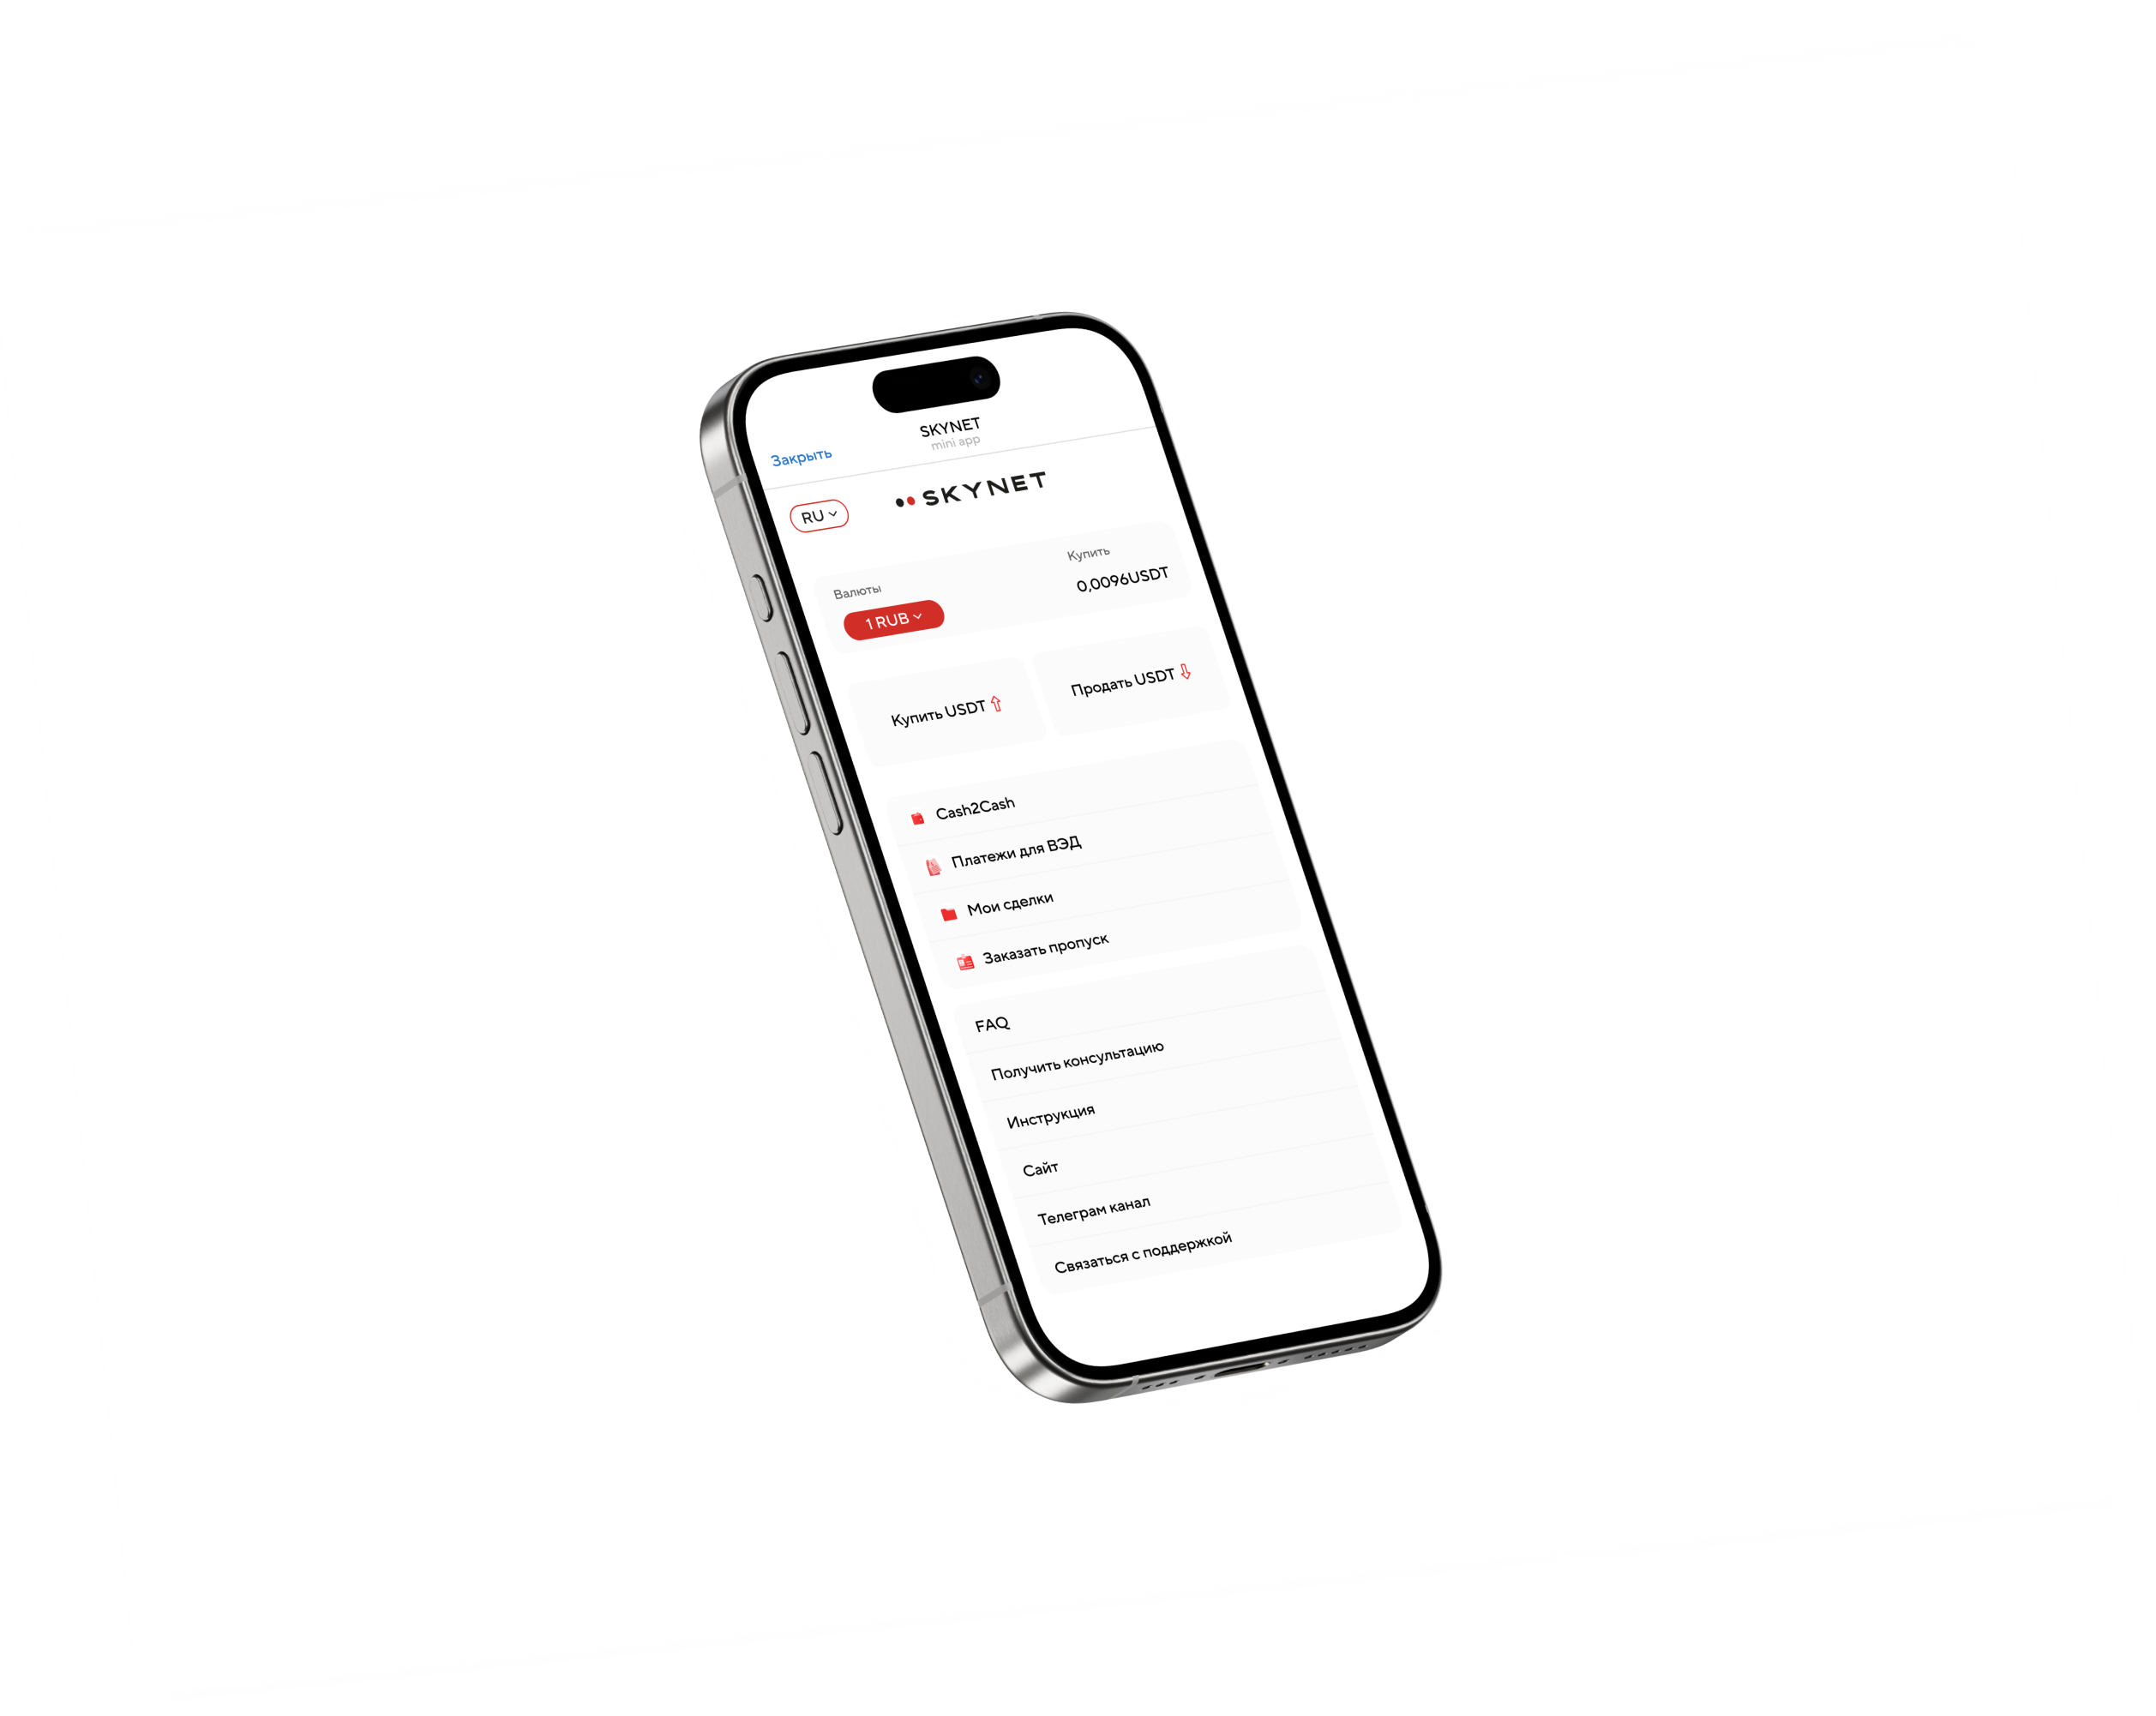 SKYNET
mini app
Закрыть
RU
SKYNET
Валюты
Купить
1 RUB
0,0096USDT
Купить USDT
Продать USDT
Cash2Cash
Платежи для ВЭД
Мои сделки
Заказать пропуск
FAQ
Получить консультацию
Инструкция
Сайт
Телеграм канал
Связаться с поддержкой